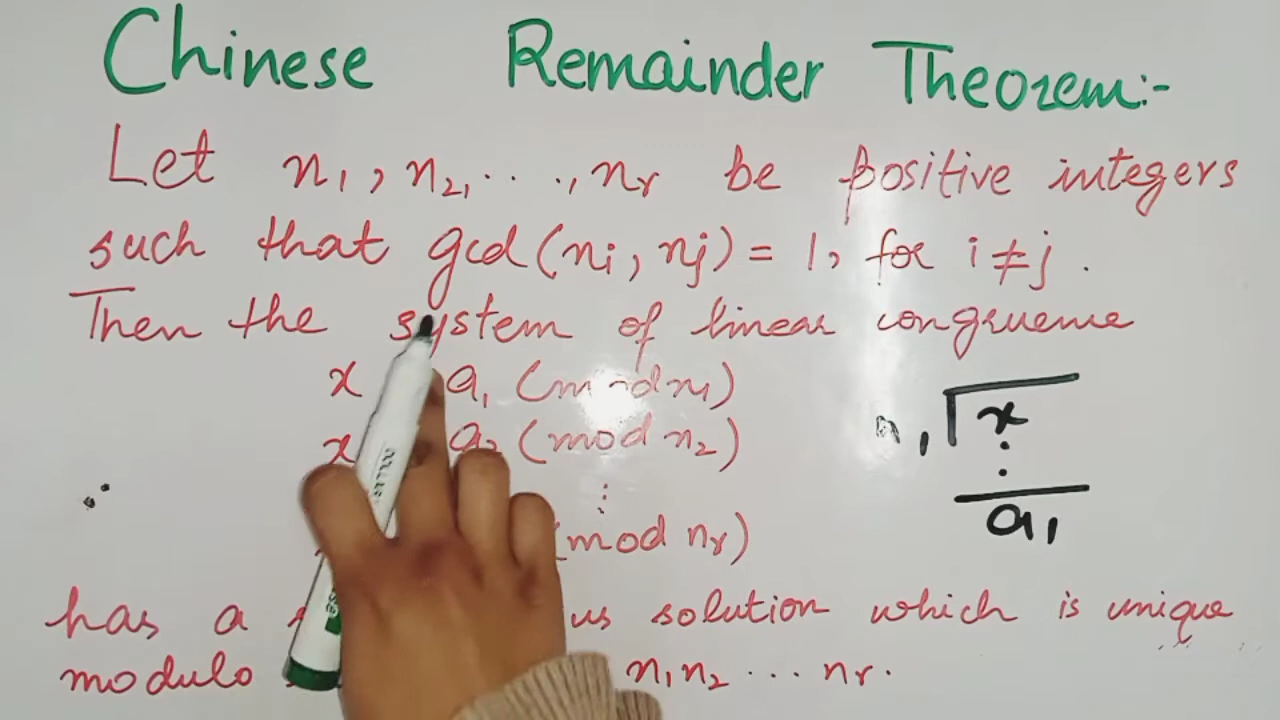 Chinese Remainder Theorem:-
Let n₁, n₂, ..., nᵣ be positive integers
such that gcd(nᵢ, nⱼ) = 1, for i ≠ j.
Then the system of linear congruence
x a₁ (mod n₁)
x a₂ (mod n₂)
⋮
(mod nᵣ)
n₁ x
a₁
has a us solution which is unique
modulo n₁n₂ ... nᵣ.